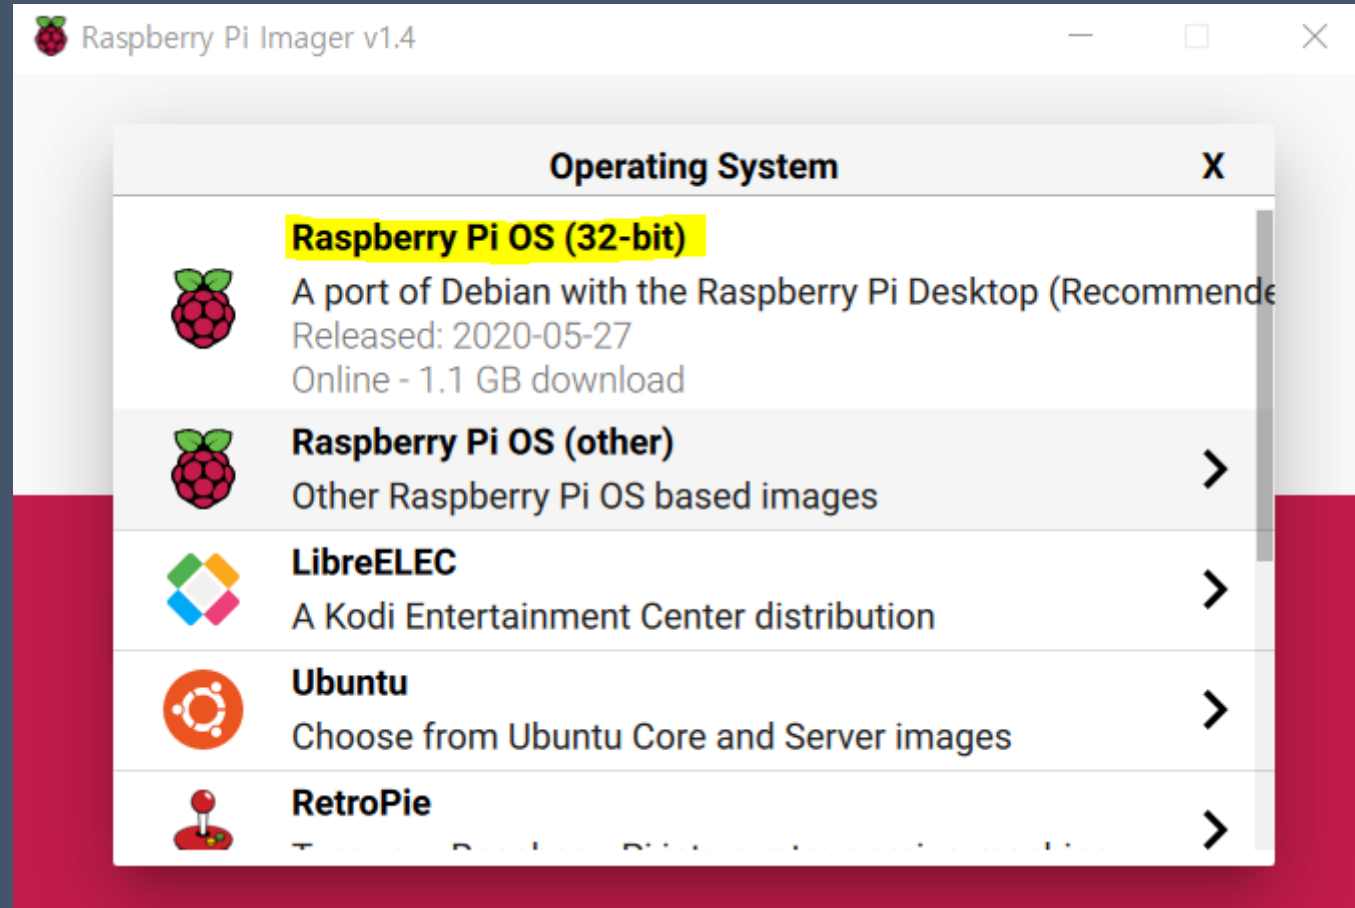 Raspberry Pi Imager v1.4
Operating System X
Raspberry Pi OS (32-bit)
A port of Debian with the Raspberry Pi Desktop (Recommende
Released: 2020-05-27
Online - 1.1 GB download
Raspberry Pi OS (other)
Other Raspberry Pi OS based images
LibreELEC
A Kodi Entertainment Center distribution
Ubuntu
Choose from Ubuntu Core and Server images
RetroPie